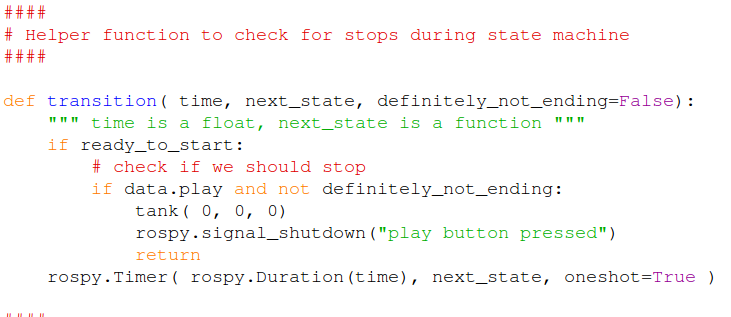 ####
# Helper function to check for stops during state machine
####
def transition( time, next_state, definitely_not_ending=False):
""" time is a float, next_state is a function """
if ready_to_start:
# check if we should stop
if data.play and not definitely_not_ending:
tank( 0, 0, 0)
rospy.signal_shutdown("play button pressed")
return
rospy.Timer( rospy.Duration(time), next_state, oneshot=True )